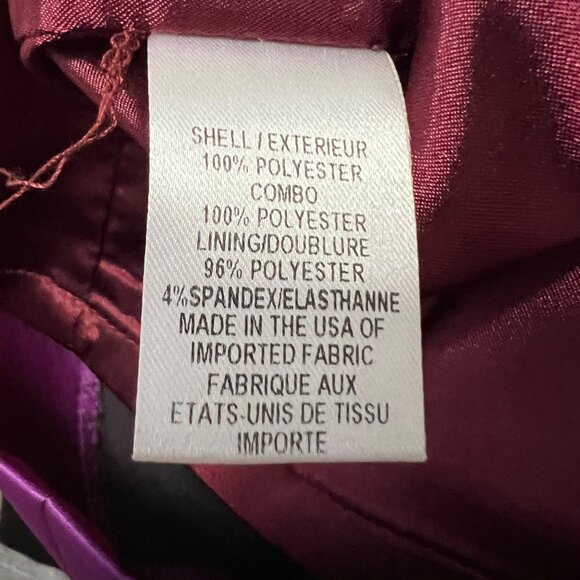 SHELL/EXTERIEUR
100% POLYESTER
COMBO
100% POLYESTER
LINING/DOUBLURE
96% POLYESTER
4%SPANDEX/ELASTHANNE
MADE IN THE USA OF
IMPORTED FABRIC
FABRIQUE AUX
ETATS-UNIS DE TISSU
IMPORTE